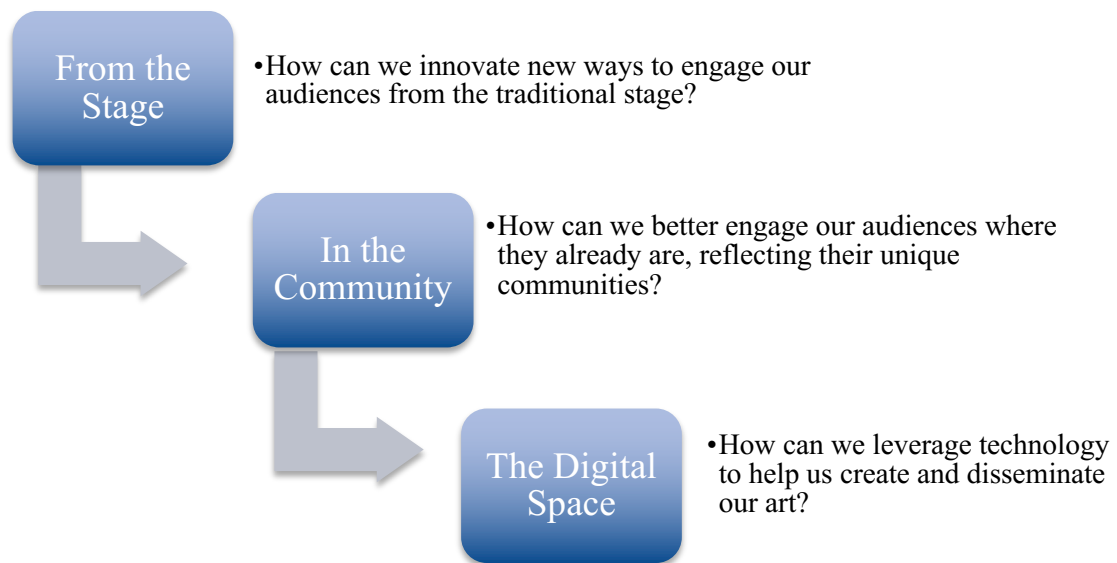 From the
Stage
•How can we innovate new ways to engage our
audiences from the traditional stage?
In the
Community
•How can we better engage our audiences where
they already are, reflecting their unique
communities?
The Digital
Space
•How can we leverage technology
to help us create and disseminate
our art?